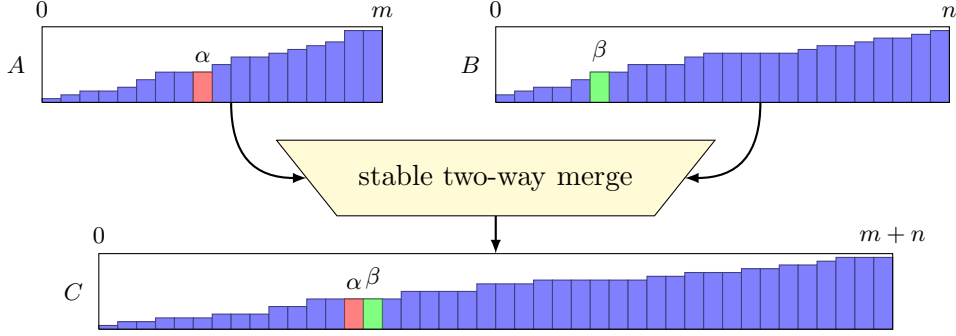 0 m 0 n
α β
A B
stable two-way merge
0 m + n
α β
C